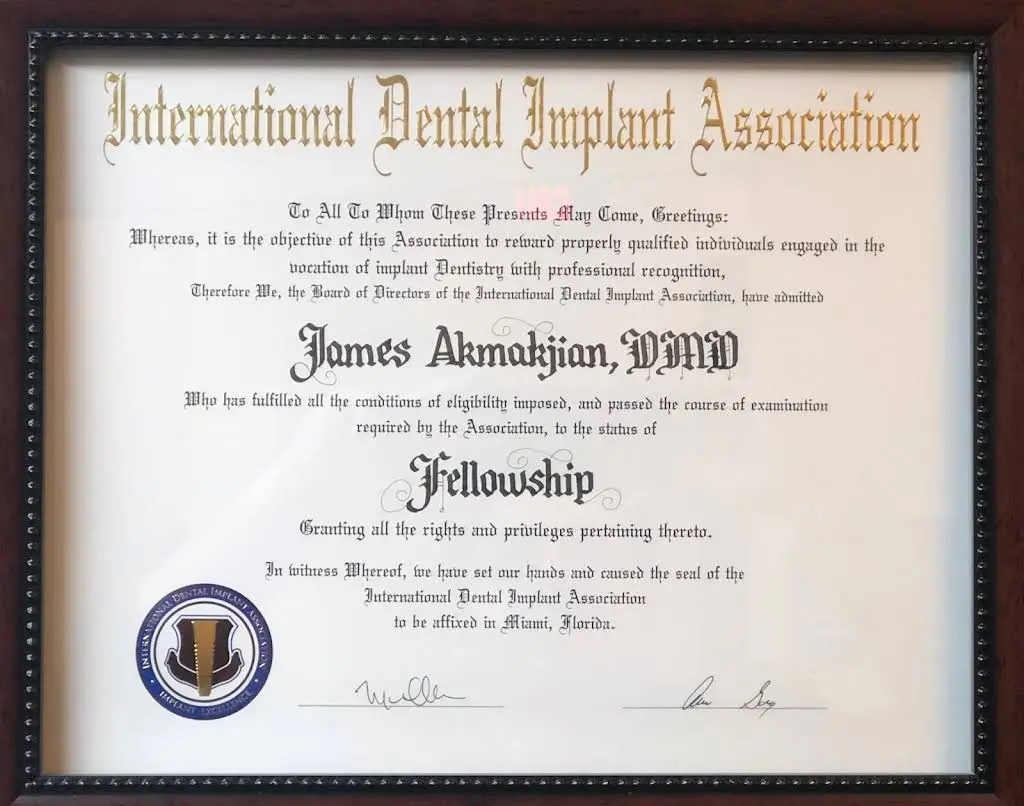 International Dental Implant Association
To All To Whom These Presents May Come, Greetings:
Whereas, it is the objective of this Association to reward properly qualified individuals engaged in the
vocation of implant Dentistry with professional recognition,
Therefore We, the Board of Directors of the International Dental Implant Association, have admitted
James Akmakjian, DMD
Who has fulfilled all the conditions of eligibility imposed, and passed the course of examination
required by the Association, to the status of
Fellowship
Granting all the rights and privileges pertaining thereto.
In witness Whereof, we have set our hands and caused the seal of the
International Dental Implant Association
to be affixed in Miami, Florida.
INTERNATIONAL DENTAL IMPLANT ASSOCIATION
IMPLANT EXCELLENCE